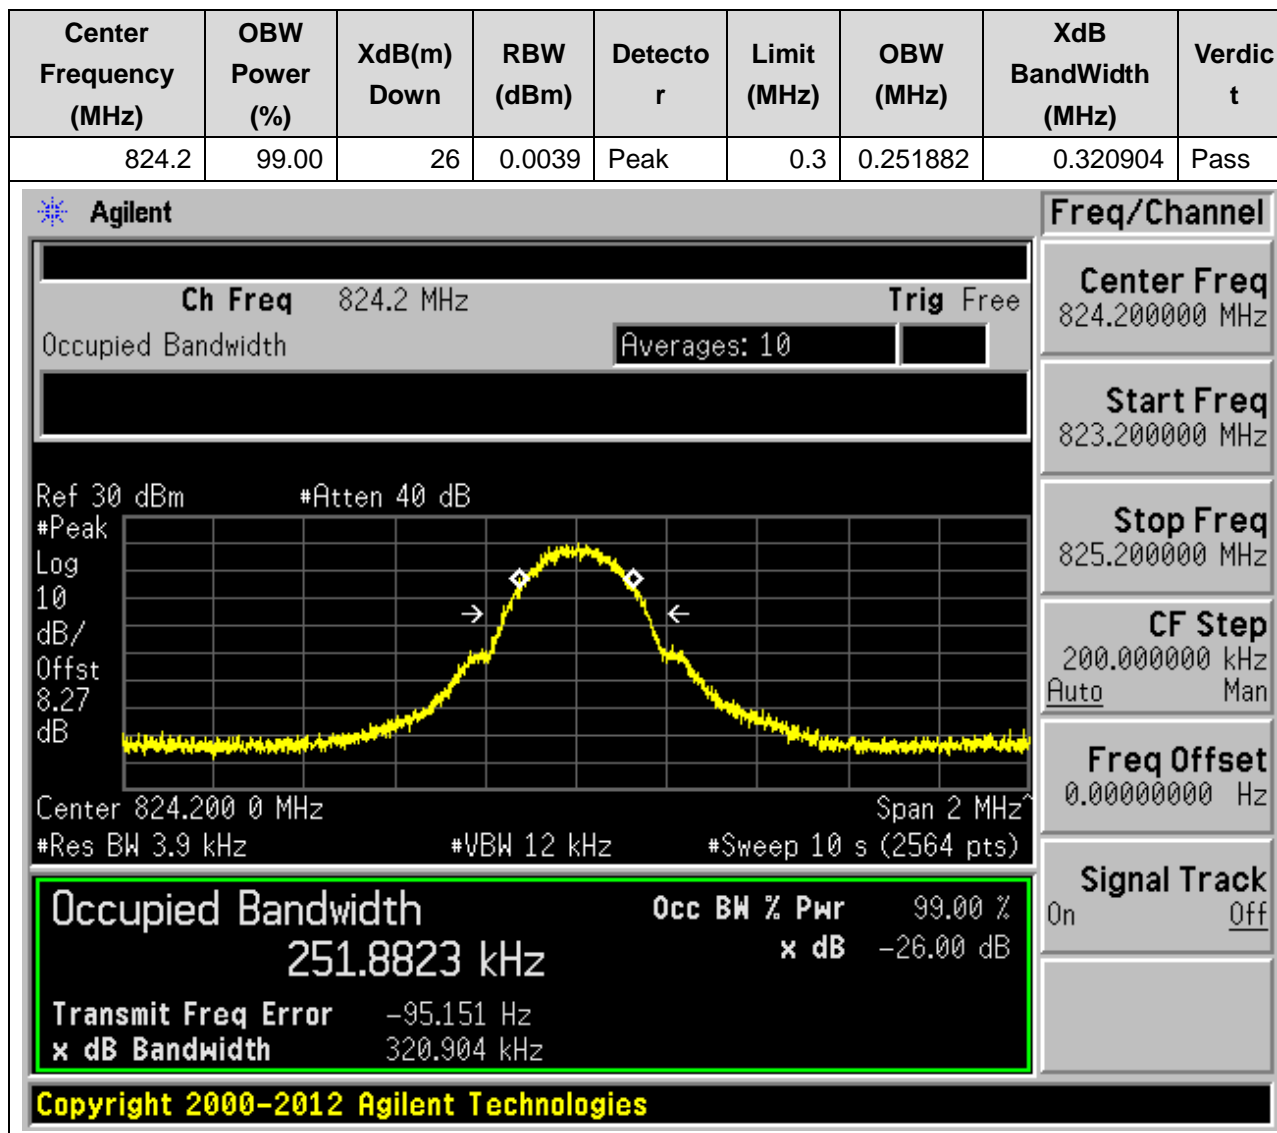 Center Frequency (MHz) OBW Power (%) XdB(m) Down RBW (dBm) Detecto r Limit (MHz) OBW (MHz) XdB BandWidth (MHz) Verdic t
824.2 99.00 26 0.0039 Peak 0.3 0.251882 0.320904 Pass
Agilent
Freq/Channel
Ch Freq 824.2 MHz Trig Free
Occupied Bandwidth Averages: 10
Center Freq
824.200000 MHz
Start Freq
823.200000 MHz
Stop Freq
825.200000 MHz
CF Step
200.000000 kHz
Auto Man
Freq Offset
0.00000000 Hz
Signal Track
On Off
Ref 30 dBm #Atten 40 dB
#Peak
Log
10
dB/
Offst
8.27
dB
Center 824.200 0 MHz Span 2 MHz^
#Res BW 3.9 kHz #VBW 12 kHz #Sweep 10 s (2564 pts)
Occupied Bandwidth Occ BW % Pwr 99.00 %
251.8823 kHz x dB -26.00 dB
Transmit Freq Error -95.151 Hz
x dB Bandwidth 320.904 kHz
Copyright 2000-2012 Agilent Technologies